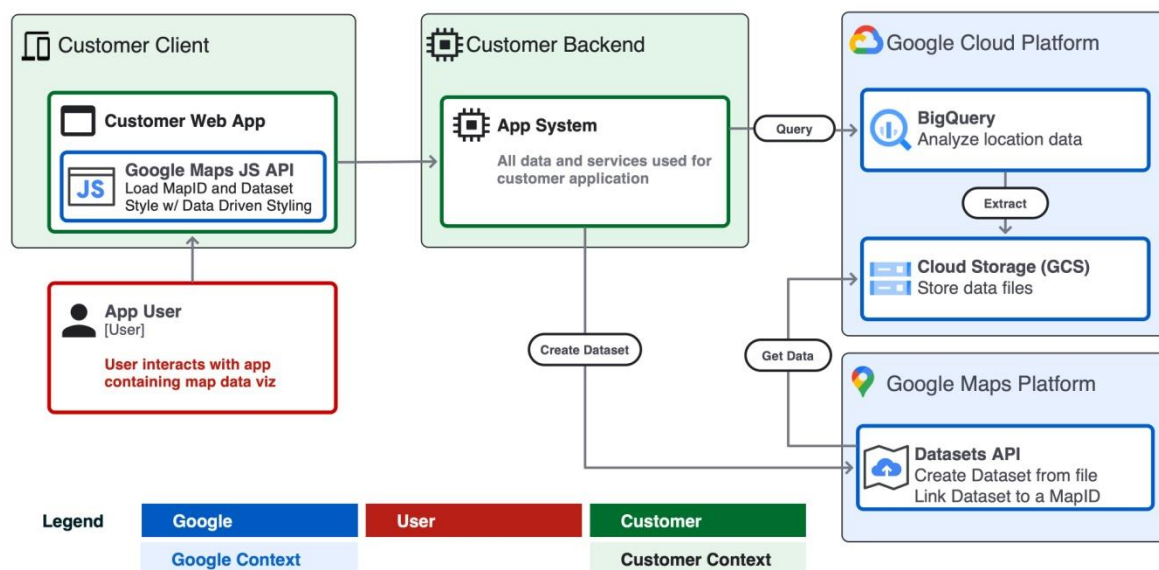 Customer Client
Customer Web App
Google Maps JS API
Load MapID and Dataset
Style w/ Data Driven Styling
JS
App User
[User]
User interacts with app
containing map data viz
Customer Backend
App System
All data and services used for
customer application
Query
Create Dataset
Google Cloud Platform
BigQuery
Analyze location data
Extract
Cloud Storage (GCS)
Store data files
Get Data
Google Maps Platform
Datasets API
Create Dataset from file
Link Dataset to a MapID
Legend
Google
User
Customer
Google Context
Customer Context